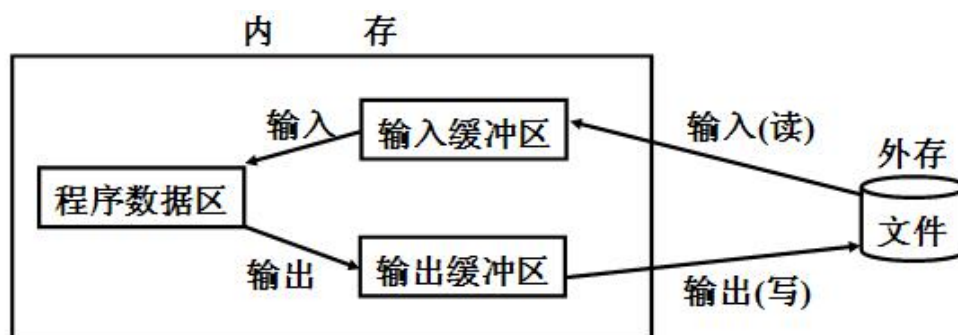 内 存
输入
输入缓冲区
输入(读)
外存
程序数据区
文件
输出
输出缓冲区
输出(写)